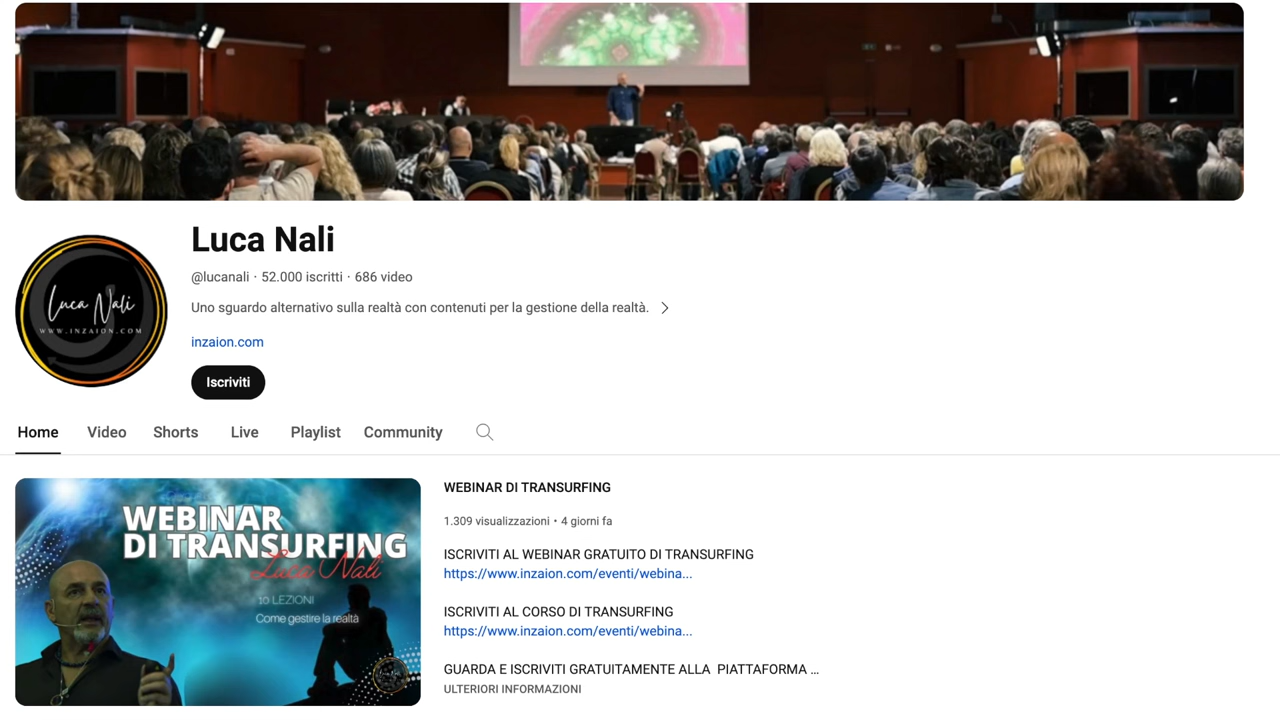 Luca Nali
@lucanali · 52.000 iscritti · 686 video
Luca Nali
WWW.INZAION.COM
Uno sguardo alternativo sulla realtà con contenuti per la gestione della realtà.
inzaion.com
Iscriviti
Home Video Shorts Live Playlist Community
WEBINAR
DI TRANSURFING
Luca Nali
10 LEZIONI
Come gestire la realtà
WEBINAR DI TRANSURFING
1.309 visualizzazioni • 4 giorni fa
ISCRIVITI AL WEBINAR GRATUITO DI TRANSURFING
https://www.inzaion.com/eventi/webina...
ISCRIVITI AL CORSO DI TRANSURFING
https://www.inzaion.com/eventi/webina...
GUARDA E ISCRIVITI GRATUITAMENTE ALLA PIATTAFORMA ...
ULTERIORI INFORMAZIONI